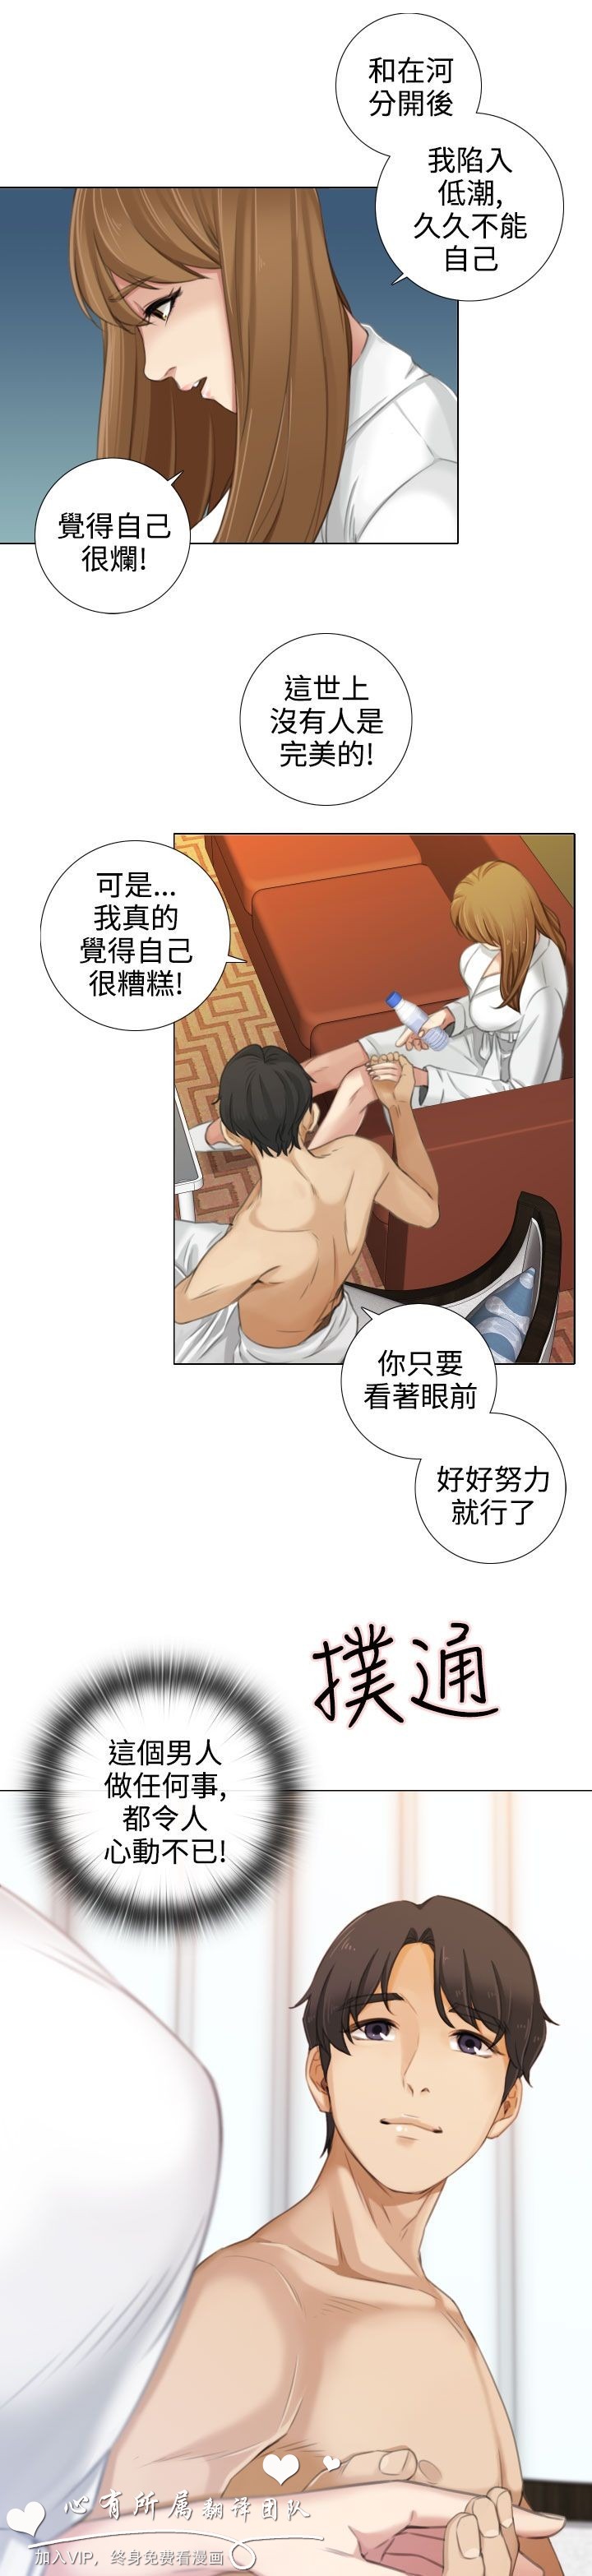 和在河
分開後
我陷入
低潮,
久久不能
自己
覺得自己
很爛!
這世上
沒有人是
完美的!
可是...
我真的
覺得自己
很糟糕!
你只要
看著眼前
好好努力
就行了
撲通
這個男人
做任何事,
都令人
心動不已!
心有所属翻译团队
加入VIP，终身免费看漫画